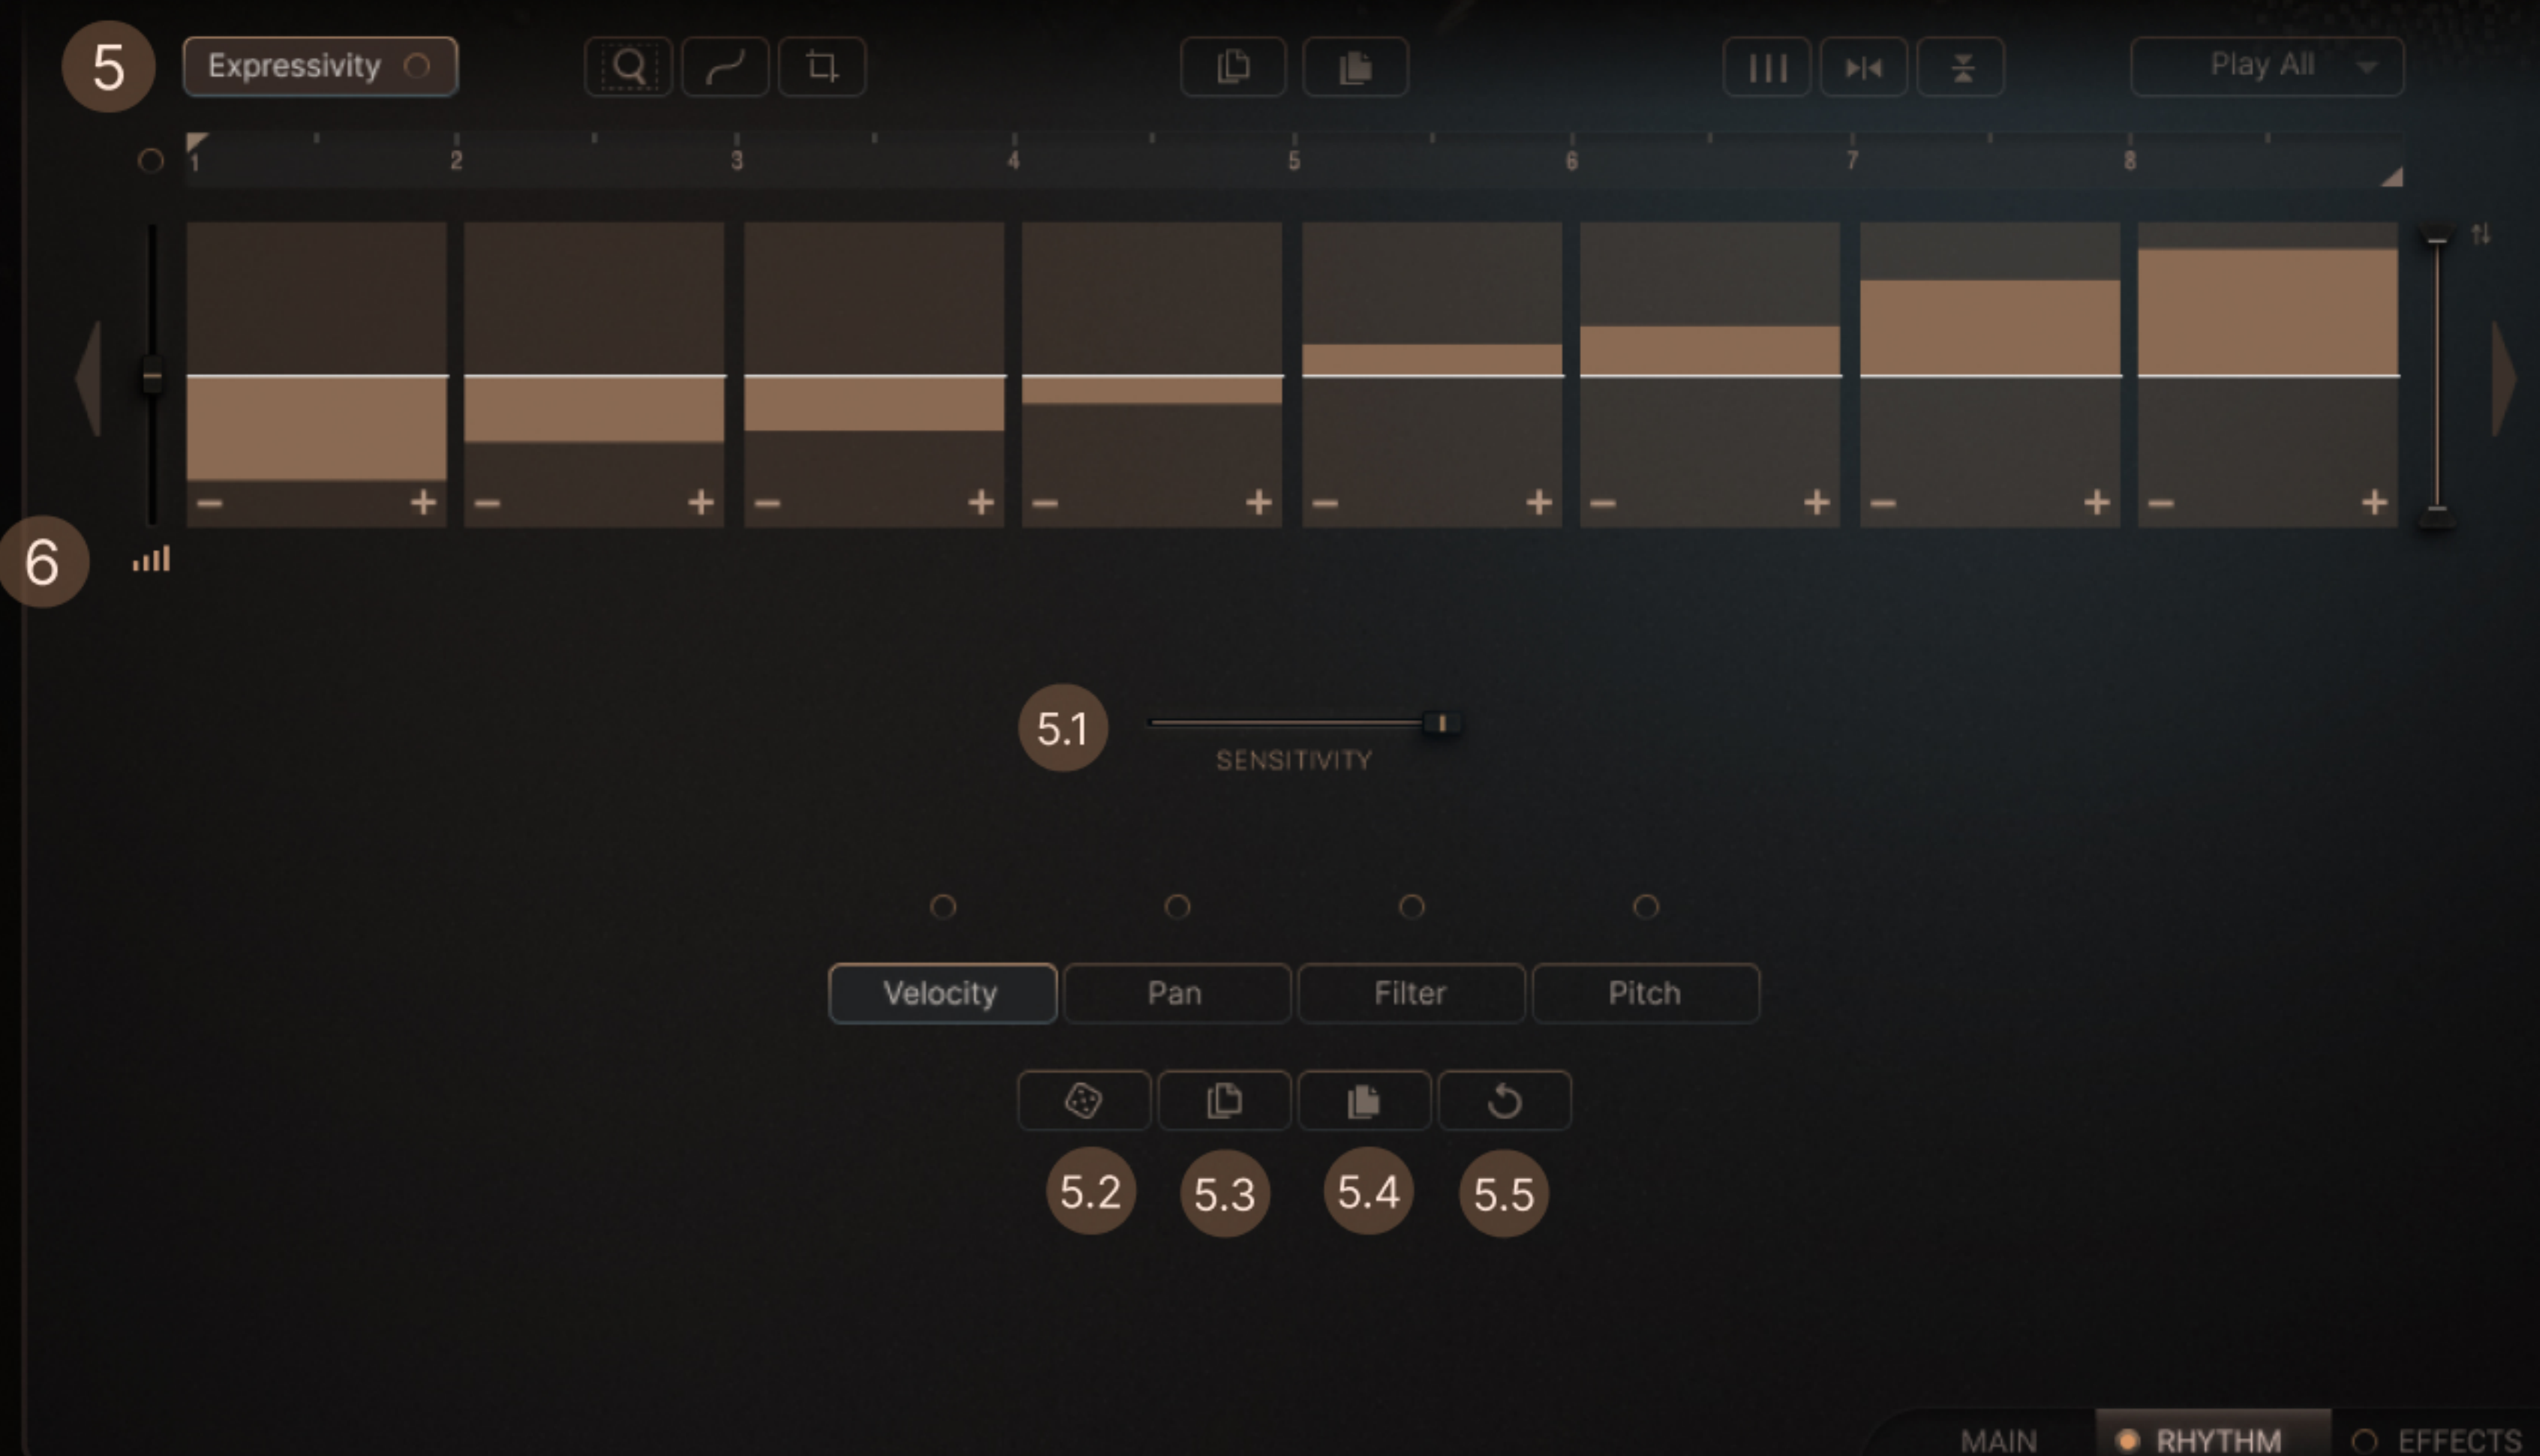 5 Expressivity Play All
1 2 3 4 5 6 7 8
− + − + − + − + − + − + − + − +
6
5.1
SENSITIVITY
Velocity Pan Filter Pitch
5.2 5.3 5.4 5.5
MAIN RHYTHM EFFECTS